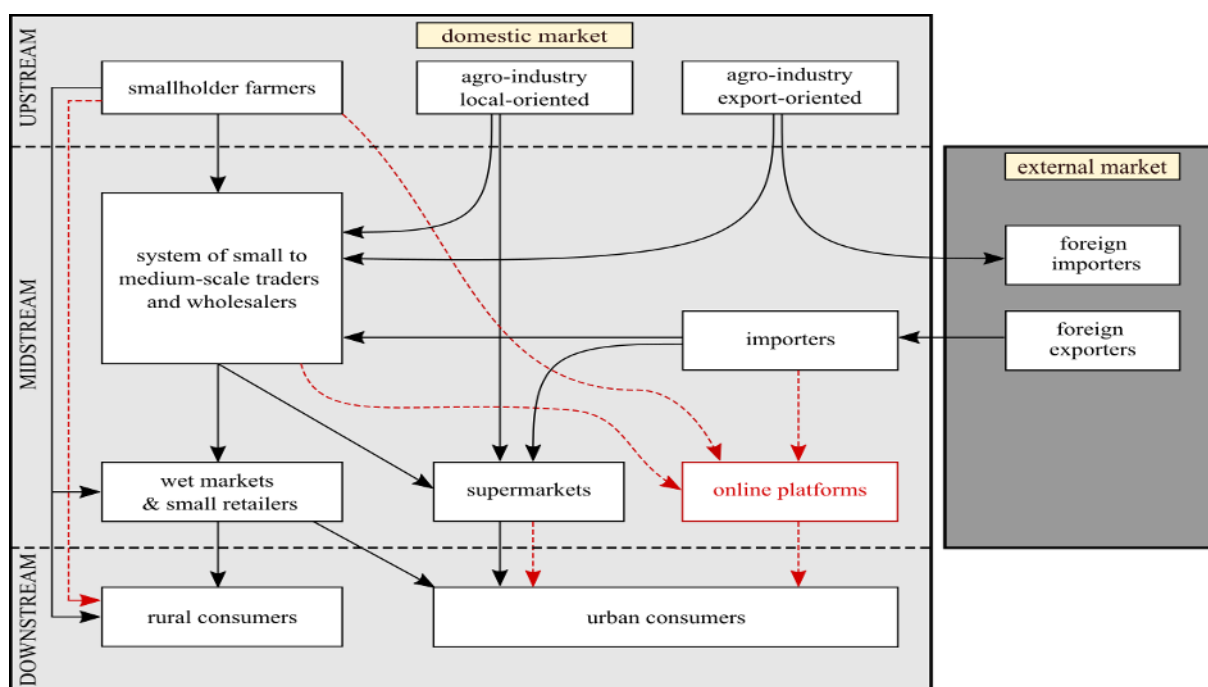 UPSTREAM
domestic market
smallholder farmers
agro-industry
local-oriented
agro-industry
export-oriented
MIDSTREAM
external market
system of small to
medium-scale traders
and wholesalers
foreign
importers
importers
foreign
exporters
wet markets
& small retailers
supermarkets
online platforms
DOWNSTREAM
rural consumers
urban consumers